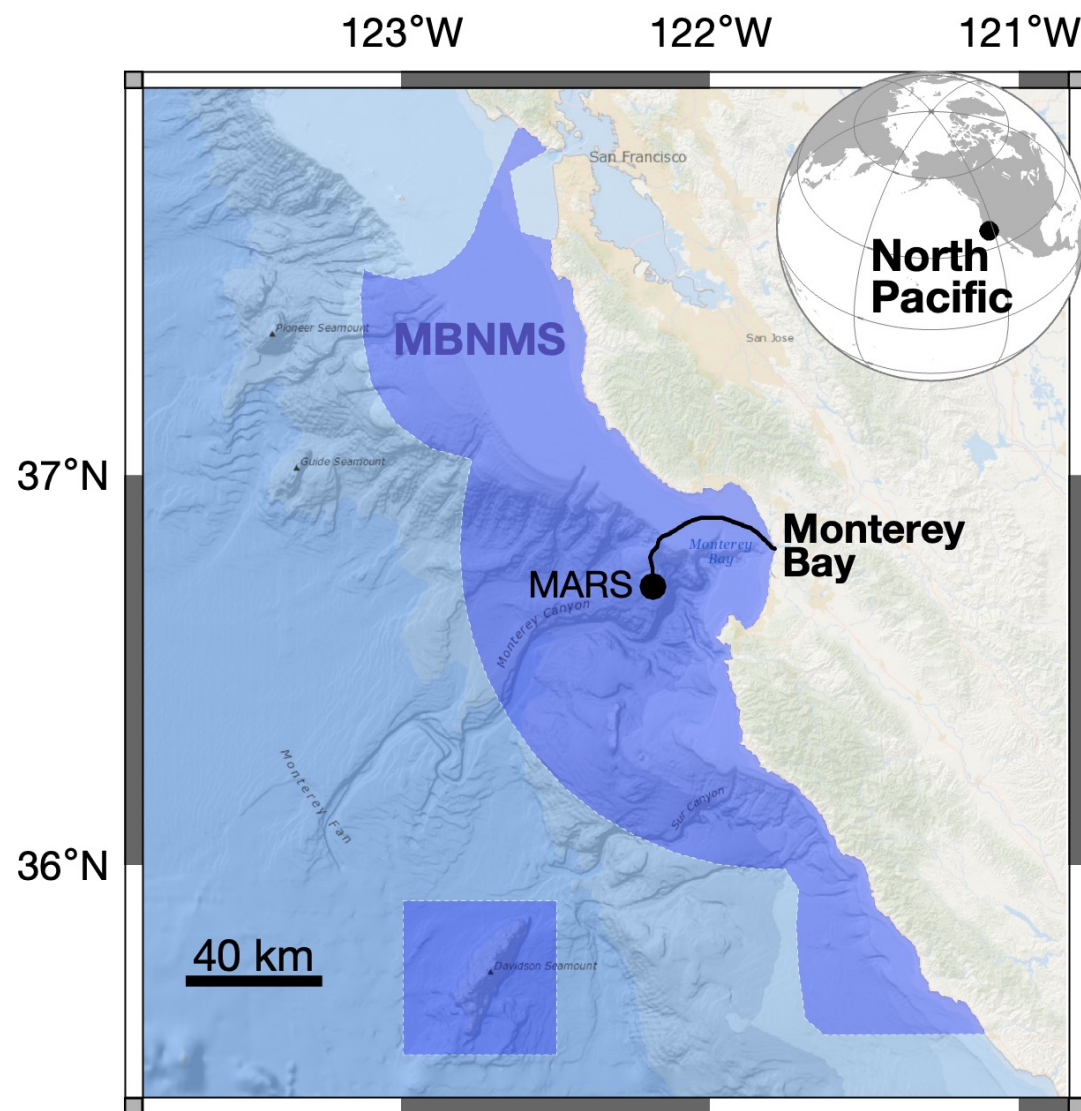 123°W 122°W 121°W
San Francisco
North
Pacific
Pioneer Seamount
MBNMS
San Jose
Guide Seamount
37°N
Monterey
Bay
Monterey
Bay
MARS
Monterey Canyon
Monterey Fan
Sur Canyon
36°N
40 km
Davidson Seamount